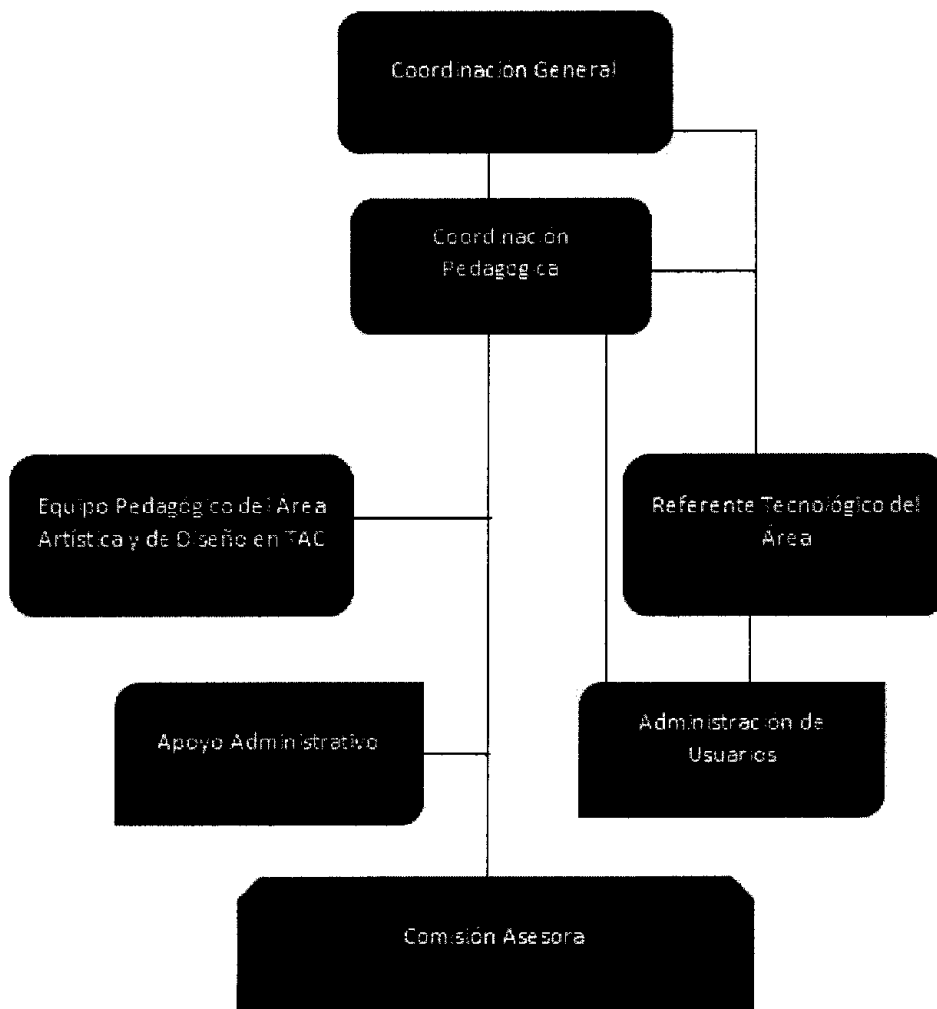 Coordinación General
Coordinación
Pedagógica
Equipo Pedagógico del Área
Artística y de Diseño en TAC
Referente Tecnológico del
Área
Apoyo Administrativo
Administración de
Usuarios
Comisión Asesora